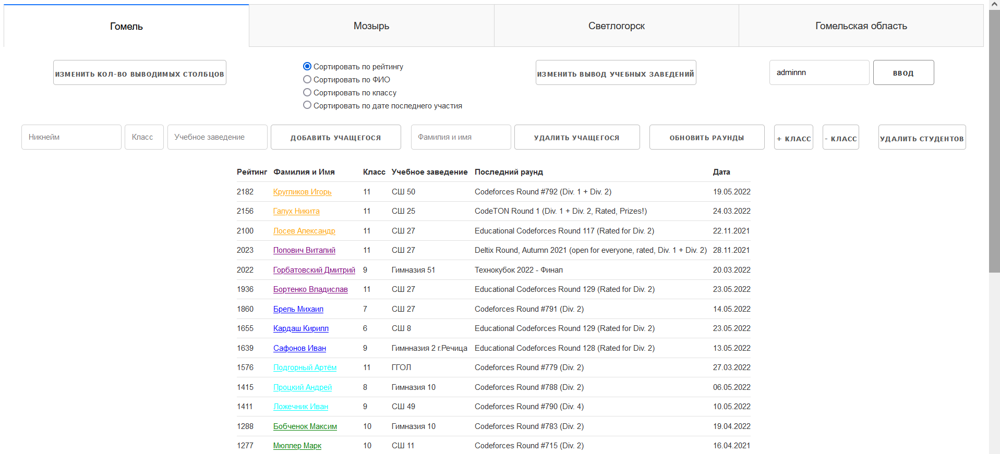 Гомель Мозырь Светлогорск Гомельская область
ИЗМЕНИТЬ КОЛ-ВО ВЫВОДИМЫХ СТОЛБЦОВ
Сортировать по рейтингу
Сортировать по ФИО
Сортировать по классу
Сортировать по дате последнего участия
ИЗМЕНИТЬ ВЫВОД УЧЕБНЫХ ЗАВЕДЕНИЙ
adminnn ВВОД
Никнейм Класс Учебное заведение ДОБАВИТЬ УЧАЩЕГОСЯ Фамилия и имя УДАЛИТЬ УЧАЩЕГОСЯ ОБНОВИТЬ РАУНДЫ + КЛАСС - КЛАСС УДАЛИТЬ СТУДЕНТОВ
Рейтинг Фамилия и Имя Класс Учебное заведение Последний раунд Дата
2182 Кругликов Игорь 11 СШ 50 Codeforces Round #792 (Div. 1 + Div. 2) 19.05.2022
2156 Галух Никита 11 СШ 25 CodeTON Round 1 (Div. 1 + Div. 2, Rated, Prizes!) 24.03.2022
2100 Лосев Александр 11 СШ 27 Educational Codeforces Round 117 (Rated for Div. 2) 22.11.2021
2023 Попович Виталий 11 СШ 27 Deltix Round, Autumn 2021 (open for everyone, rated, Div. 1 + Div. 2) 28.11.2021
2022 Горбатовский Дмитрий 9 Гимназия 51 Технокубок 2022 - Финал 20.03.2022
1936 Бортенко Владислав 11 СШ 27 Educational Codeforces Round 129 (Rated for Div. 2) 23.05.2022
1860 Брель Михаил 7 СШ 27 Codeforces Round #791 (Div. 2) 14.05.2022
1655 Кардаш Кирилл 6 СШ 8 Educational Codeforces Round 129 (Rated for Div. 2) 23.05.2022
1639 Сафонов Иван 9 Гимнназия 2 г.Речица Educational Codeforces Round 128 (Rated for Div. 2) 13.05.2022
1576 Подгорный Артём 11 ГГОЛ Codeforces Round #779 (Div. 2) 27.03.2022
1415 Процкий Андрей 8 Гимназия 10 Codeforces Round #788 (Div. 2) 06.05.2022
1411 Ложечник Иван 9 СШ 49 Codeforces Round #790 (Div. 4) 10.05.2022
1288 Бобченок Максим 10 Гимназия 10 Codeforces Round #783 (Div. 2) 19.04.2022
1277 Мюллер Марк 10 СШ 11 Codeforces Round #715 (Div. 2) 16.04.2021